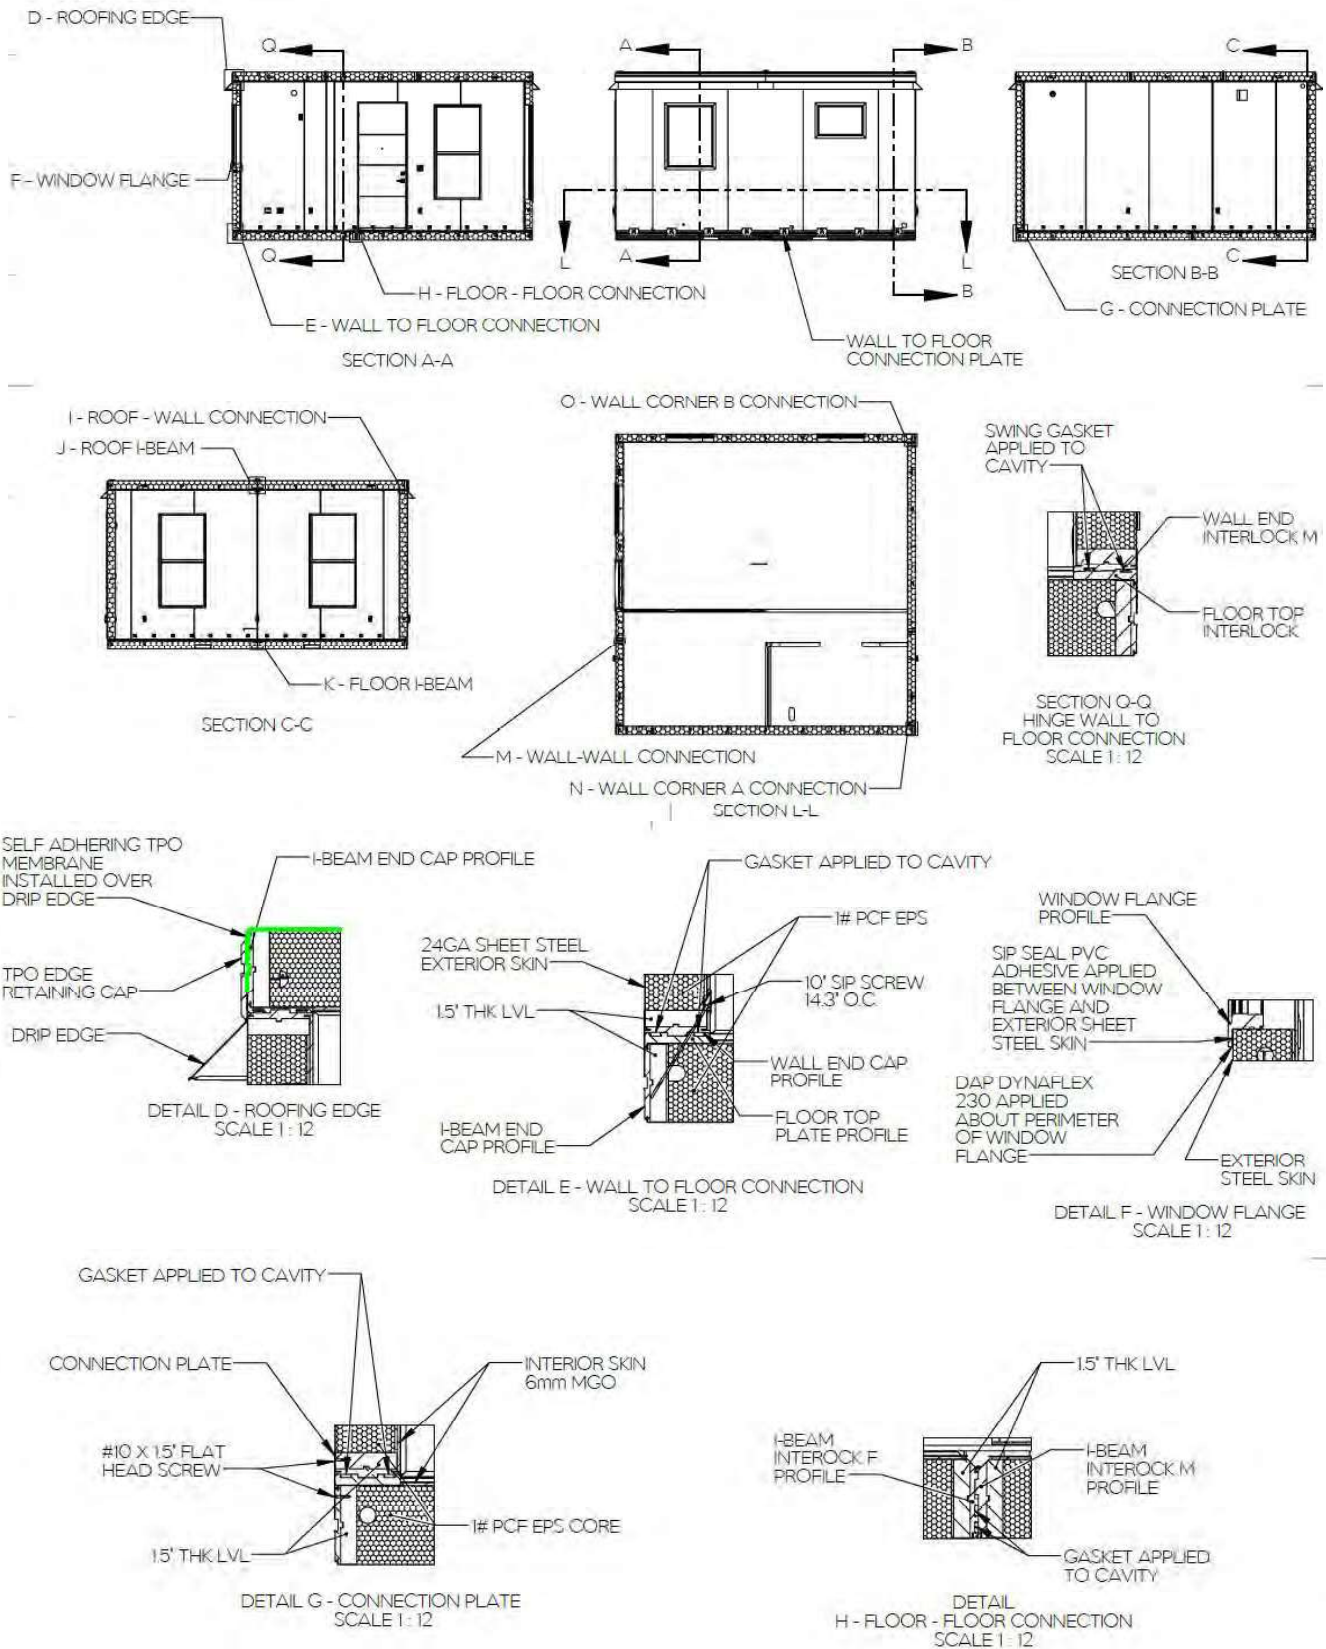 D - ROOFING EDGE
Q
A
B
C
F - WINDOW FLANGE
Q
A
L
L
B
C
SECTION B-B
H - FLOOR - FLOOR CONNECTION
G - CONNECTION PLATE
E - WALL TO FLOOR CONNECTION
WALL TO FLOOR
CONNECTION PLATE
SECTION A-A
I - ROOF - WALL CONNECTION
J - ROOF I-BEAM
K - FLOOR I-BEAM
SECTION C-C
O - WALL CORNER B CONNECTION
M - WALL-WALL CONNECTION
N - WALL CORNER A CONNECTION
SECTION L-L
SWING GASKET
APPLIED TO
CAVITY
WALL END
INTERLOCK M
FLOOR TOP
INTERLOCK
SECTION Q-Q
HINGE WALL TO
FLOOR CONNECTION
SCALE 1 : 12
SELF ADHERING TPO
MEMBRANE
INSTALLED OVER
DRIP EDGE
I-BEAM END CAP PROFILE
TPO EDGE
RETAINING CAP
DRIP EDGE
DETAIL D - ROOFING EDGE
SCALE 1 : 12
GASKET APPLIED TO CAVITY
1# PCF EPS
24GA SHEET STEEL
EXTERIOR SKIN
10" SIP SCREW
14.3" O.C.
1.5" THK LVL
WALL END CAP
PROFILE
FLOOR TOP
PLATE PROFILE
I-BEAM END
CAP PROFILE
DETAIL E - WALL TO FLOOR CONNECTION
SCALE 1 : 12
WINDOW FLANGE
PROFILE
SIP SEAL PVC
ADHESIVE APPLIED
BETWEEN WINDOW
FLANGE AND
EXTERIOR SHEET
STEEL SKIN
DAP DYNAFLEX
230 APPLIED
ABOUT PERIMETER
OF WINDOW
FLANGE
EXTERIOR
STEEL SKIN
DETAIL F - WINDOW FLANGE
SCALE 1 : 12
GASKET APPLIED TO CAVITY
CONNECTION PLATE
INTERIOR SKIN
6mm MGO
#10 X 1.5" FLAT
HEAD SCREW
1# PCF EPS CORE
1.5" THK LVL
DETAIL G - CONNECTION PLATE
SCALE 1 : 12
1.5" THK LVL
I-BEAM
INTEROCK F
PROFILE
I-BEAM
INTEROCK M
PROFILE
GASKET APPLIED
TO CAVITY
DETAIL
H - FLOOR - FLOOR CONNECTION
SCALE 1 : 12